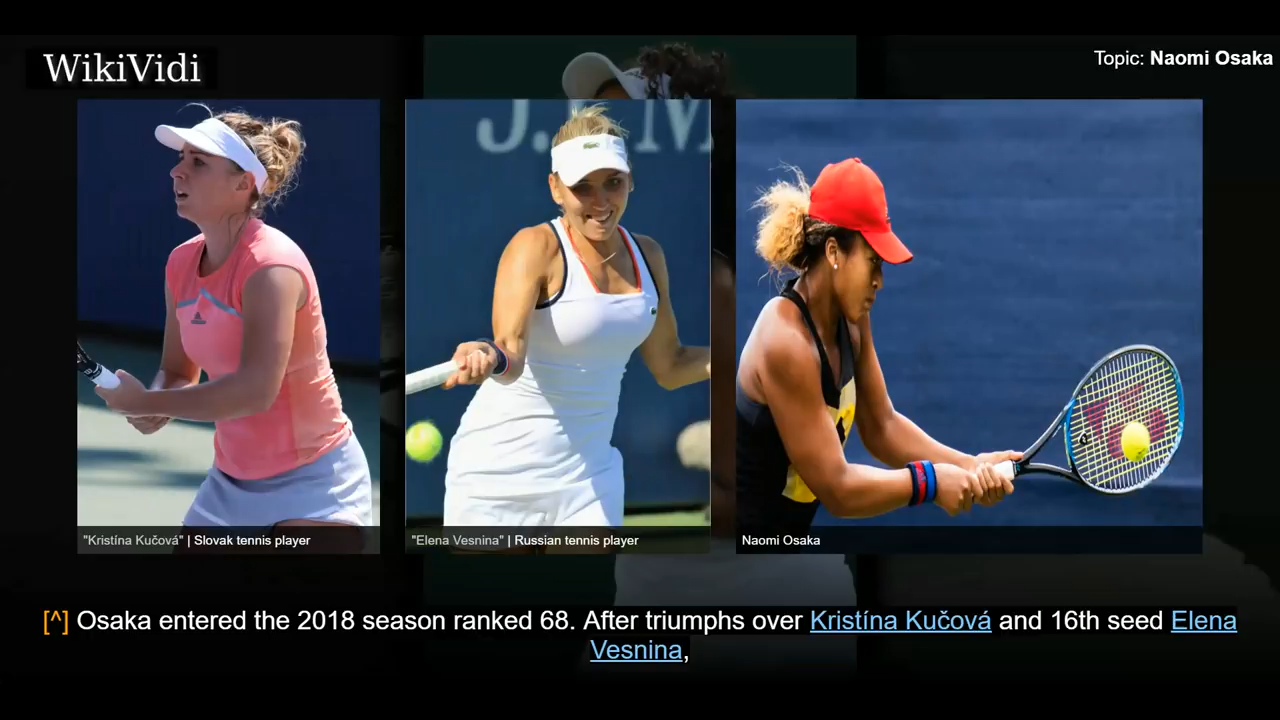 WikiVidi
Topic: Naomi Osaka
J.P.M
"Kristína Kučová" | Slovak tennis player
"Elena Vesnina" | Russian tennis player
Naomi Osaka
[^] Osaka entered the 2018 season ranked 68. After triumphs over Kristína Kučová and 16th seed Elena
Vesnina,